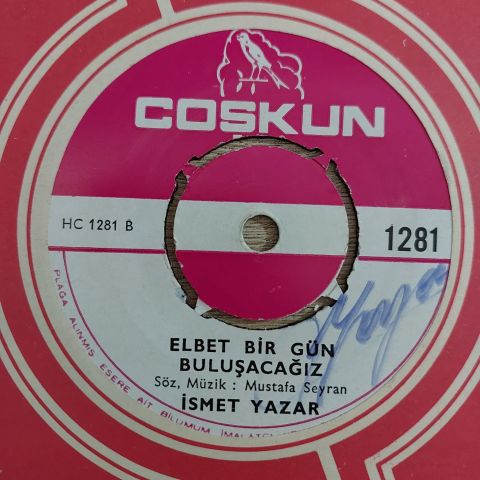 COŞKUN
HC 1281 B
1281
ELBET BİR GÜN
BULUŞACAĞIZ
Söz, Müzik : Mustafa Seyran
İSMET YAZAR
PLAĞA ALINMIŞ ESERE AİT BİLUMUM